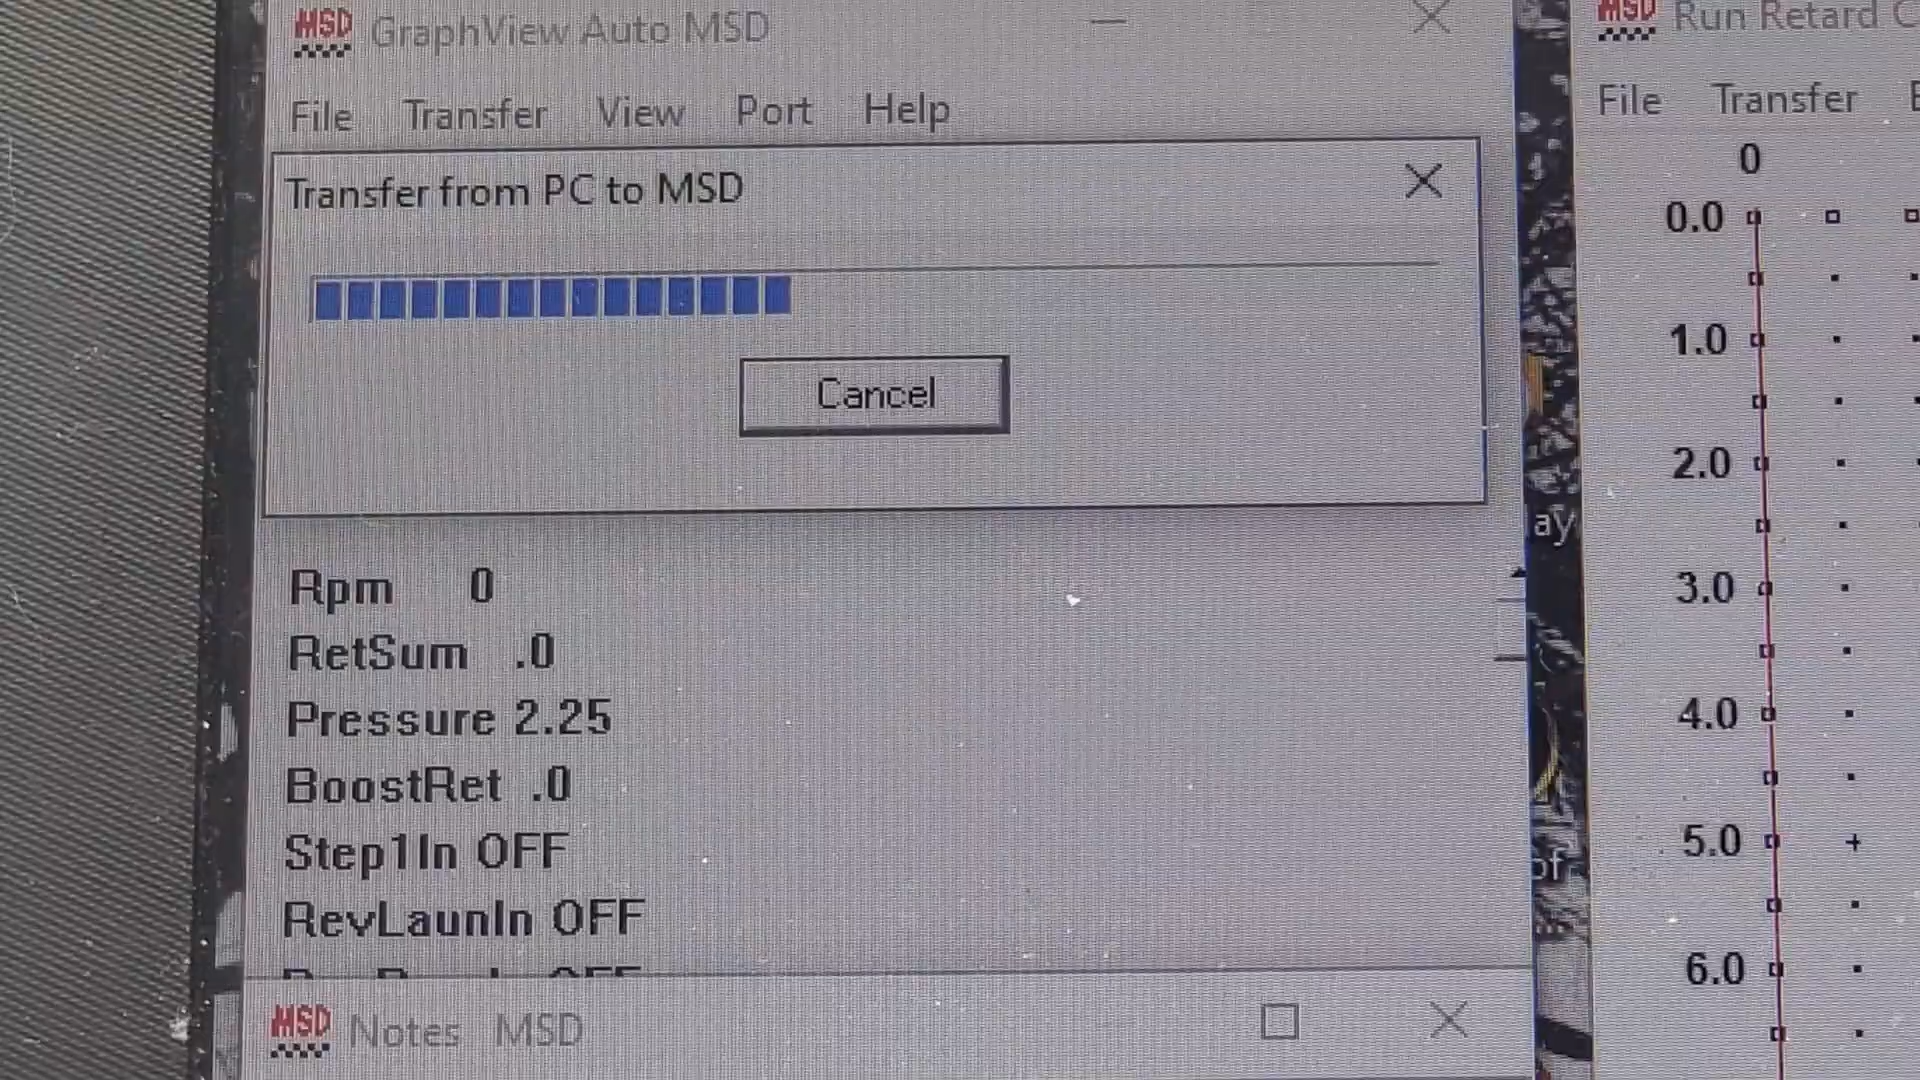 MSD GraphView Auto MSD
File Transfer View Port Help
Transfer from PC to MSD
Cancel
Rpm 0
RetSum .0
Pressure 2.25
BoostRet .0
Step1In OFF
RevLaunIn OFF
MSD Notes MSD
ay
of
MSD Run Retard C
File Transfer
0
0.0
1.0
2.0
3.0
4.0
5.0
6.0